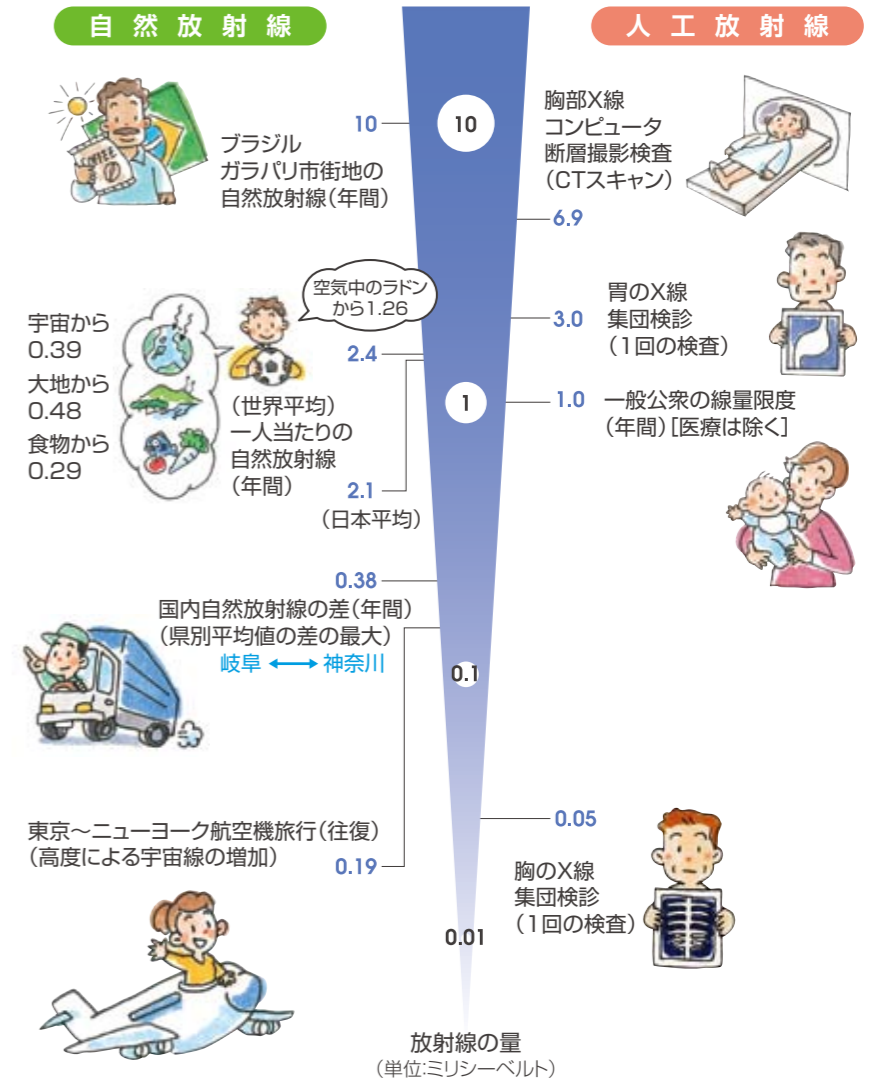 自然放射線
人工放射線
10
ブラジル
ガラパリ市街地の
自然放射線(年間)
COFFEE
10
胸部X線
コンピュータ
断層撮影検査
(CTスキャン)
6.9
空気中のラドン
から1.26
宇宙から
0.39
大地から
0.48
食物から
0.29
2.4
(世界平均)
一人当たりの
自然放射線
(年間)
2.1
(日本平均)
3.0
胃のX線
集団検診
(1回の検査)
1
1.0
一般公衆の線量限度
(年間)[医療は除く]
0.38
国内自然放射線の差(年間)
(県別平均値の差の最大)
岐阜 ⟷ 神奈川
0.1
東京〜ニューヨーク航空機旅行(往復)
(高度による宇宙線の増加)
0.19
0.05
胸のX線
集団検診
(1回の検査)
0.01
放射線の量
(単位:ミリシーベルト)